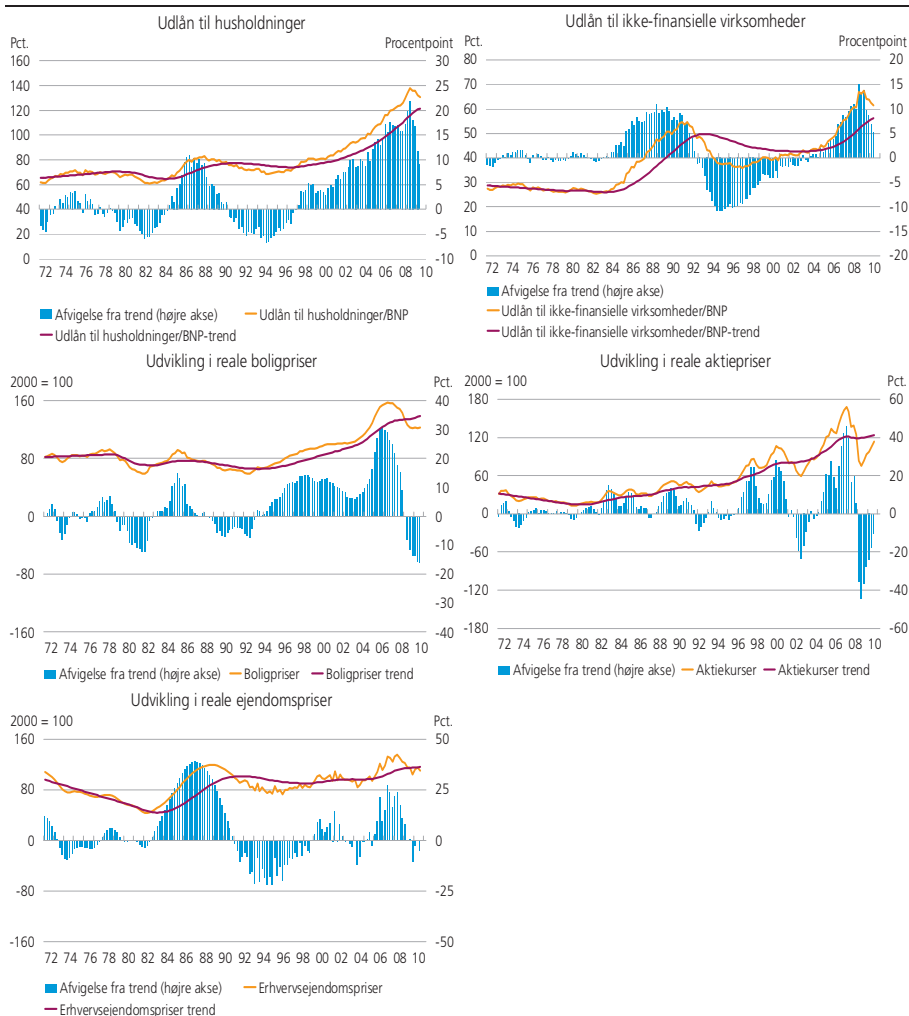 Udlån til husholdninger
Pct. Procentpoint
160 30
140 25
120 20
100 15
80 10
60 5
40 0
20 -5
0 -10
72 74 76 78 80 82 84 86 88 90 92 94 96 98 00 02 04 06 08 10
Afvigelse fra trend (højre akse) Udlån til husholdninger/BNP
Udlån til husholdninger/BNP-trend
Udlån til ikke-finansielle virksomheder
Pct. Procentpoint
80 20
70 15
60 10
50 5
40 0
30 -5
20 -10
10 -15
0 -20
72 74 76 78 80 82 84 86 88 90 92 94 96 98 00 02 04 06 08 10
Afvigelse fra trend (højre akse)
Udlån til ikke-finansielle virksomheder/BNP
Udlån til ikke-finansielle virksomheder/BNP-trend
Udvikling i reale boligpriser
2000 = 100 Pct.
160 40
30
80 20
10
0 0
-10
-80 -20
-30
-160 -40
72 74 76 78 80 82 84 86 88 90 92 94 96 98 00 02 04 06 08 10
Afvigelse fra trend (højre akse) Boligpriser Boligpriser trend
Udvikling i reale aktiepriser
2000 = 100 Pct.
180 60
120 40
60 20
0 0
-60 -20
-120 -40
-180 -60
72 74 76 78 80 82 84 86 88 90 92 94 96 98 00 02 04 06 08 10
Afvigelse fra trend (højre akse) Aktiekurser Aktiekurser trend
Udvikling i reale ejendomspriser
2000 = 100 Pct.
160 50
80 25
0 0
-80 -25
-160 -50
72 74 76 78 80 82 84 86 88 90 92 94 96 98 00 02 04 06 08 10
Afvigelse fra trend (højre akse) Erhvervsejendomspriser
Erhvervsejendomspriser trend